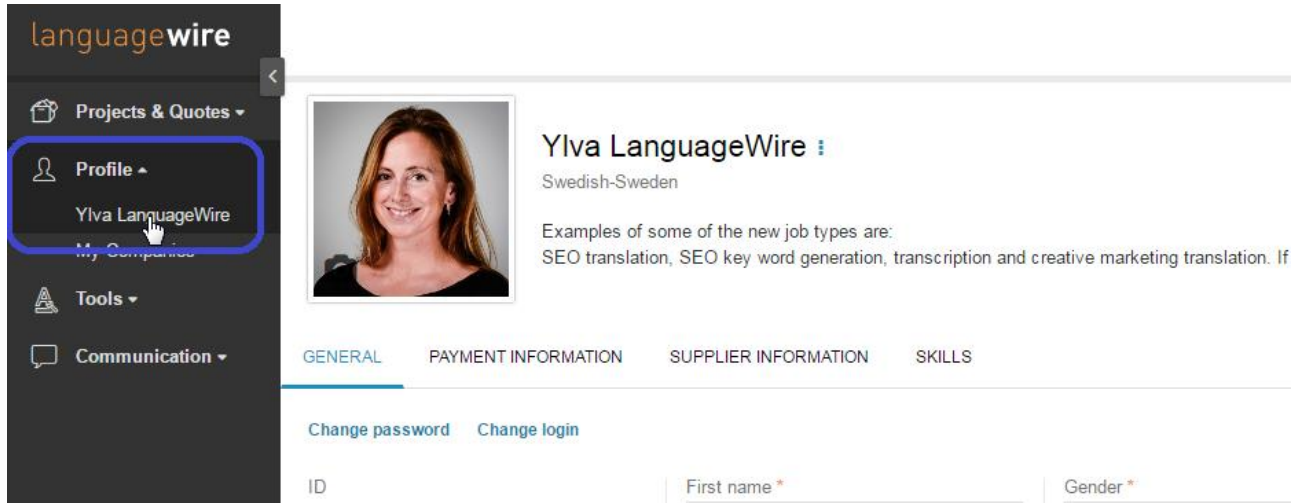 languagewire
Projects & Quotes
Profile
Ylva LanguageWire
My Companies
Tools
Communication
Ylva LanguageWire
Swedish-Sweden
Examples of some of the new job types are:
SEO translation, SEO key word generation, transcription and creative marketing translation. If
GENERAL PAYMENT INFORMATION SUPPLIER INFORMATION SKILLS
Change password Change login
ID First name * Gender *